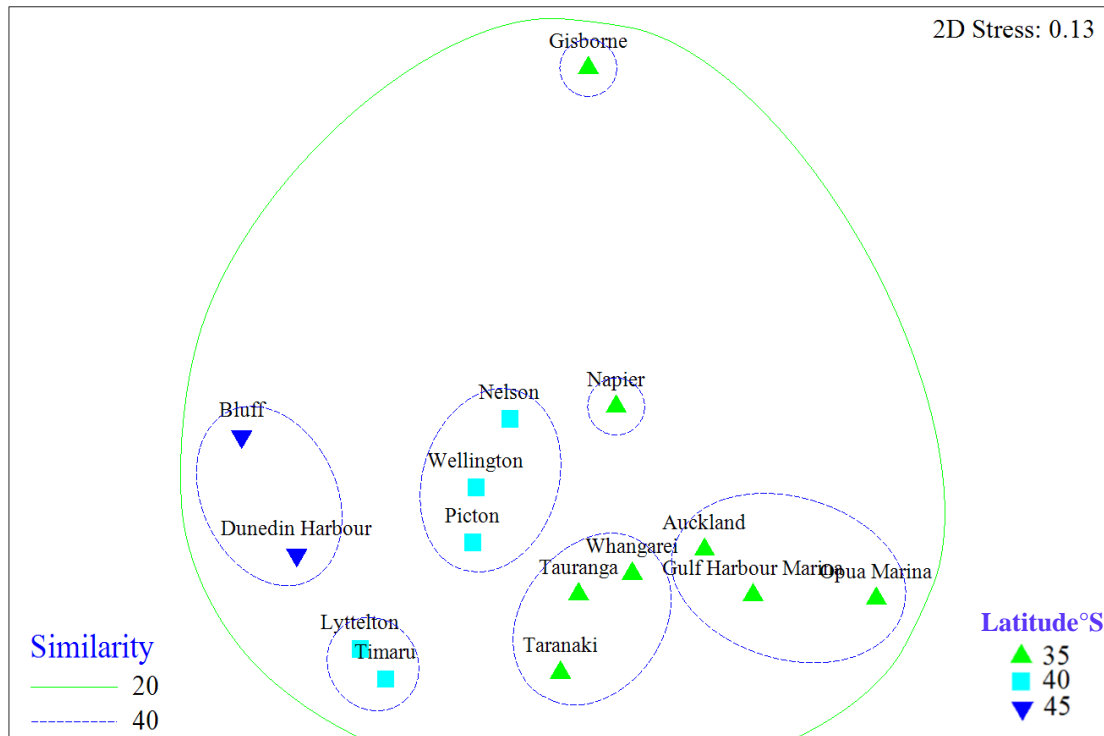 2D Stress: 0.13
Gisborne
Napier
Nelson
Bluff
Wellington
Picton
Dunedin Harbour
Auckland
Whangarei
Tauranga
Gulf Harbour Marina
Opua Marina
Lyttelton
Timaru
Taranaki
Similarity
20
40
Latitude°S
35
40
45